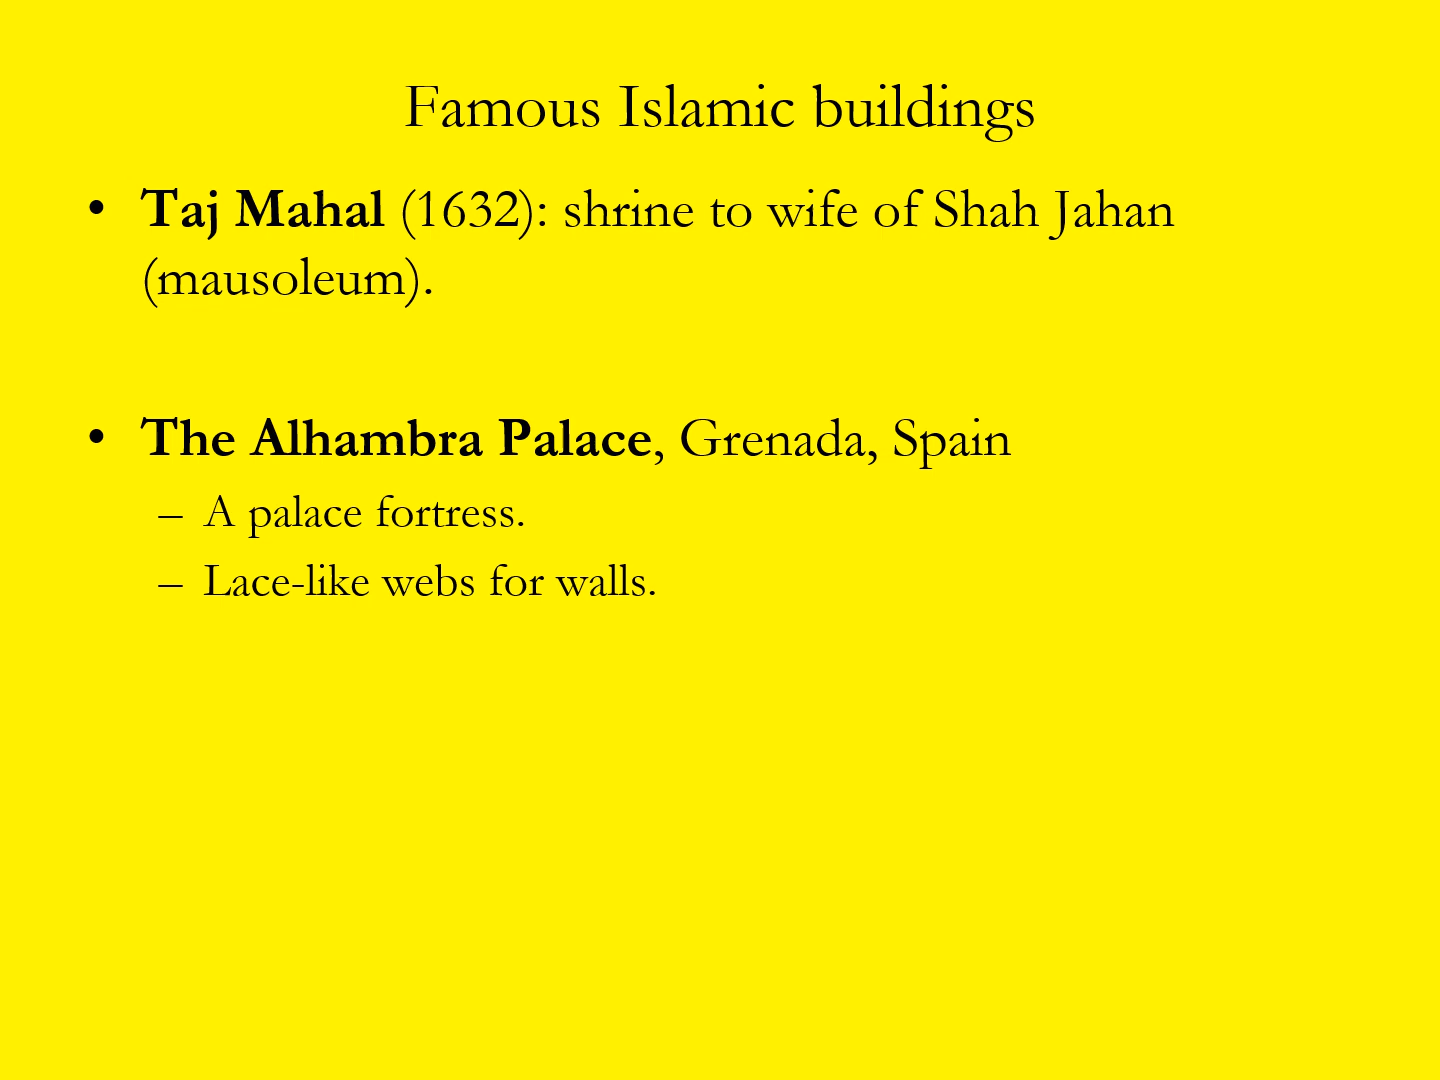 Famous Islamic buildings
• Taj Mahal (1632): shrine to wife of Shah Jahan
(mausoleum).
• The Alhambra Palace, Grenada, Spain
– A palace fortress.
– Lace-like webs for walls.